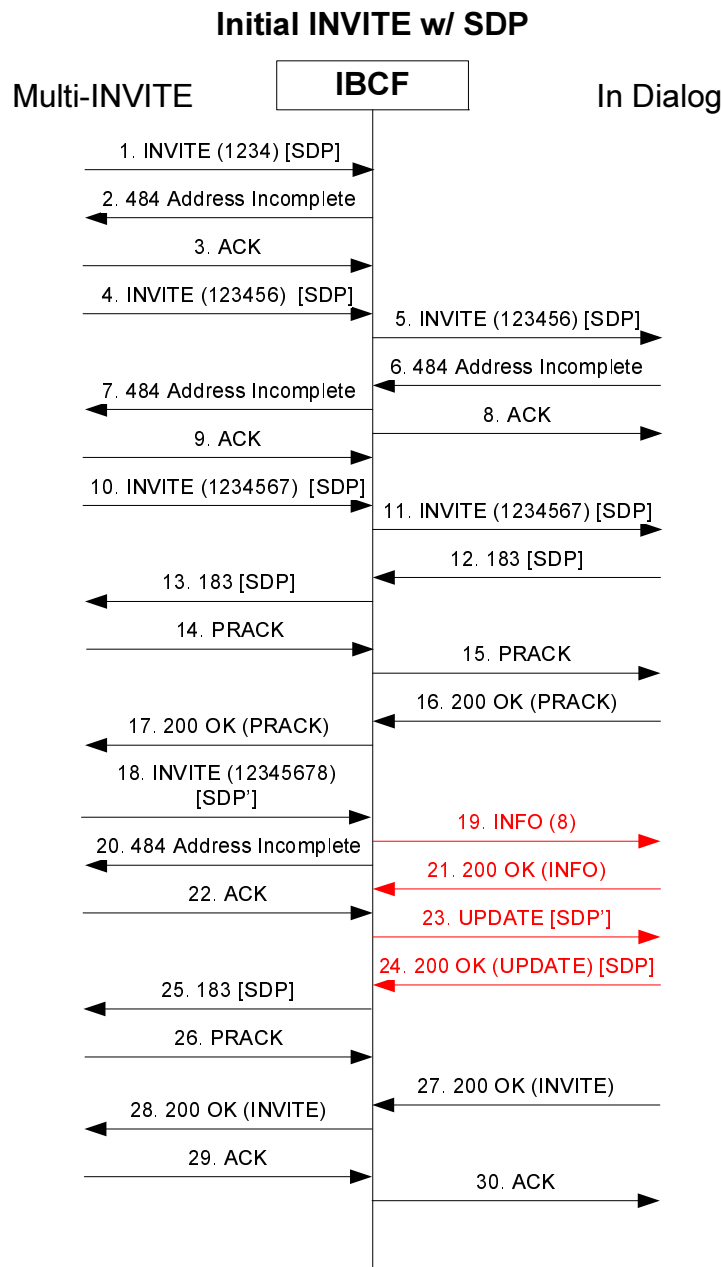 Initial INVITE w/ SDP
Multi-INVITE
IBCF
In Dialog
1. INVITE (1234) [SDP]
2. 484 Address Incomplete
3. ACK
4. INVITE (123456) [SDP]
5. INVITE (123456) [SDP]
6. 484 Address Incomplete
7. 484 Address Incomplete
8. ACK
9. ACK
10. INVITE (1234567) [SDP]
11. INVITE (1234567) [SDP]
12. 183 [SDP]
13. 183 [SDP]
14. PRACK
15. PRACK
16. 200 OK (PRACK)
17. 200 OK (PRACK)
18. INVITE (12345678)
[SDP']
19. INFO (8)
20. 484 Address Incomplete
21. 200 OK (INFO)
22. ACK
23. UPDATE [SDP']
24. 200 OK (UPDATE) [SDP]
25. 183 [SDP]
26. PRACK
27. 200 OK (INVITE)
28. 200 OK (INVITE)
29. ACK
30. ACK